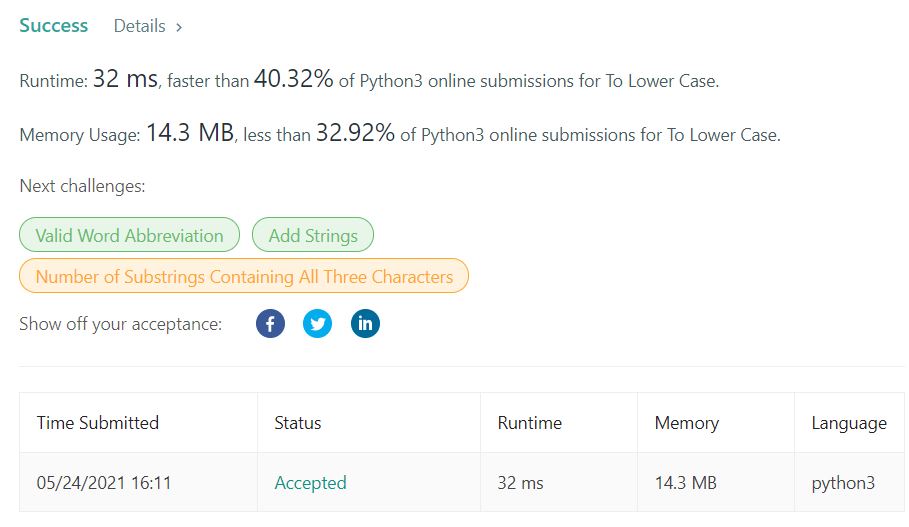 Success Details >
Runtime: 32 ms, faster than 40.32% of Python3 online submissions for To Lower Case.
Memory Usage: 14.3 MB, less than 32.92% of Python3 online submissions for To Lower Case.
Next challenges:
Valid Word Abbreviation Add Strings
Number of Substrings Containing All Three Characters
Show off your acceptance: f in
Time Submitted Status Runtime Memory Language
05/24/2021 16:11 Accepted 32 ms 14.3 MB python3